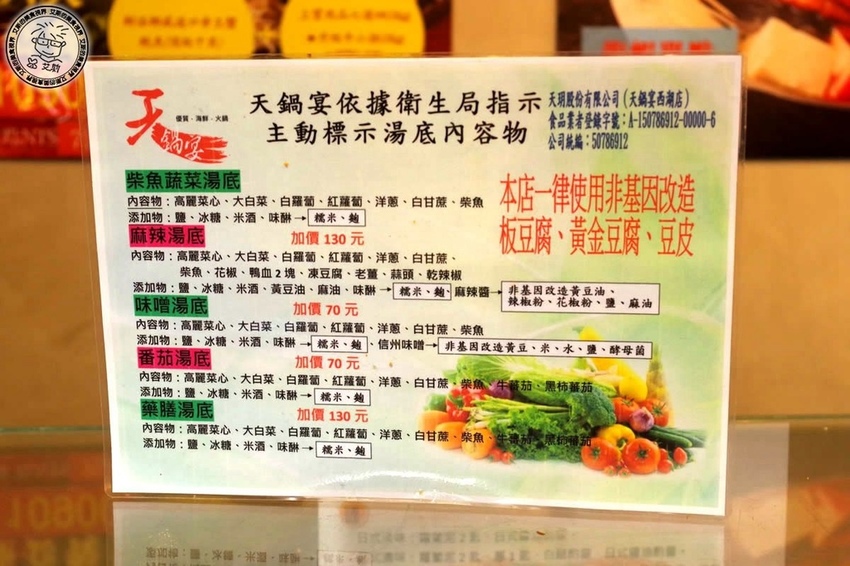 天鍋宴
優質、海鮮、火鍋
天鍋宴依據衛生局指示
主動標示湯底內容物
天玥股份有限公司(天鍋宴西湖店)
食品業者登錄字號:A-150786912-00000-6
公司統編:50786912
本店一律使用非基因改造
板豆腐、黃金豆腐、豆皮
柴魚蔬菜湯底
內容物:高麗菜心、大白菜、白羅蔔、紅蘿蔔、洋蔥、白甘蔗、柴魚
添加物:鹽、冰糖、米酒、味醂→糯米、麴
麻辣湯底 加價 130 元
內容物:高麗菜心、大白菜、白蘿蔔、紅蘿蔔、洋蔥、白甘蔗、
柴魚、花椒、鴨血 2 塊、凍豆腐、老薑、蒜頭、乾辣椒
添加物:鹽、冰糖、米酒、黃豆油、麻油、味醂→糯米、麴 麻辣醬→非基因改造黃豆油、
辣椒粉、花椒粉、鹽、麻油
味噌湯底 加價 70 元
內容物:高麗菜心、大白菜、白蘿蔔、紅蘿蔔、洋蔥、白甘蔗、柴魚
添加物:鹽、冰糖、米酒、味醂→糯米、麴、信州味噌→非基因改造黃豆、米、水、鹽、酵母菌
番茄湯底 加價 70 元
內容物:高麗菜心、大白菜、白羅蔔、紅蘿蔔、洋蔥、白甘蔗、柴魚、牛蕃茄、黑柿蕃茄
添加物:鹽、冰糖、米酒、味醂→糯米、麴
藥膳湯底 加價 130 元
內容物:高麗菜心、大白菜、白羅蔔、紅蘿蔔、洋蔥、白甘蔗、柴魚、牛蕃茄、黑柿蕃茄
添加物:鹽、冰糖、米酒、味醂→糯米、麴